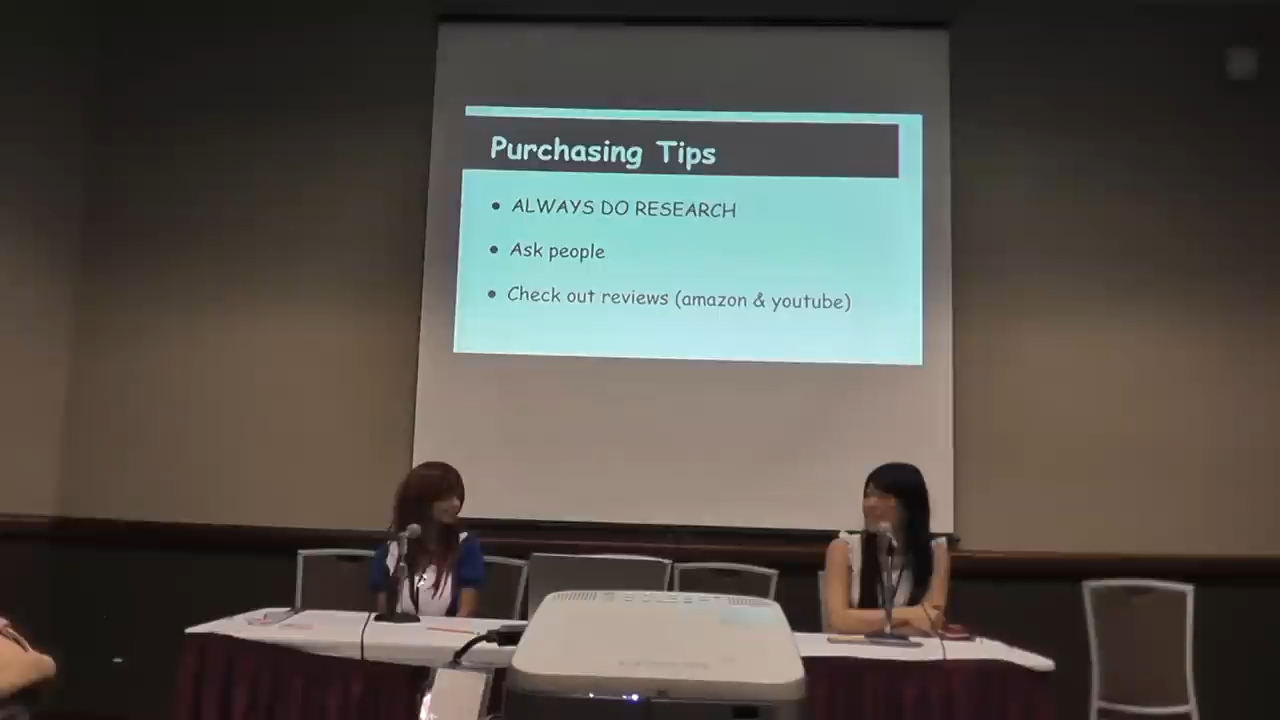 Purchasing Tips
• ALWAYS DO RESEARCH
• Ask people
• Check out reviews (amazon & youtube)